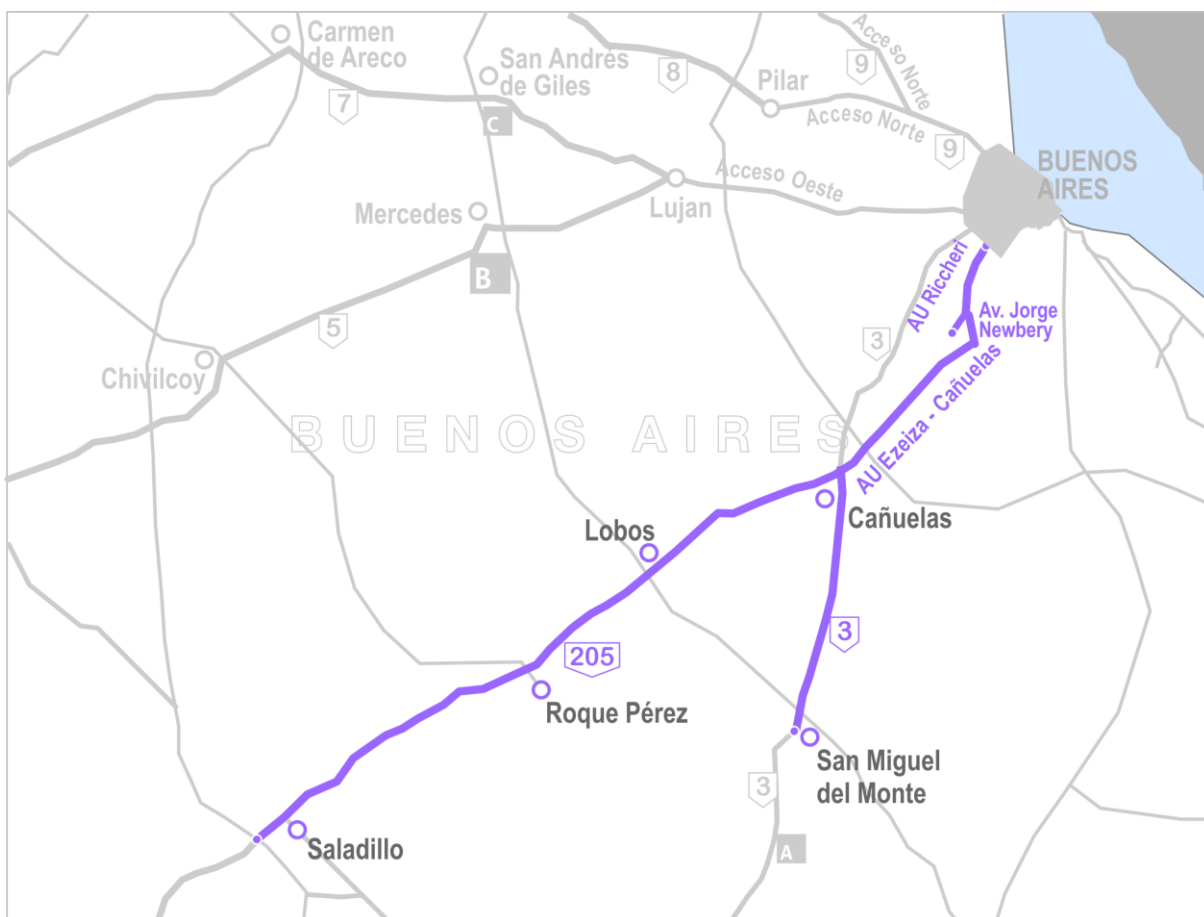 Carmen
de Areco
San Andrés
de Giles
7
C
8
Pilar
9
Acceso Norte
Acceso Norte
9
BUENOS
AIRES
Acceso Oeste
Lujan
Mercedes
B
5
Chivilcoy
3
AU Riccheri
Av. Jorge
Newbery
AU Ezeiza - Cañuelas
BUENOS AIRES
Cañuelas
Lobos
3
205
Roque Pérez
San Miguel
del Monte
3
A
Saladillo